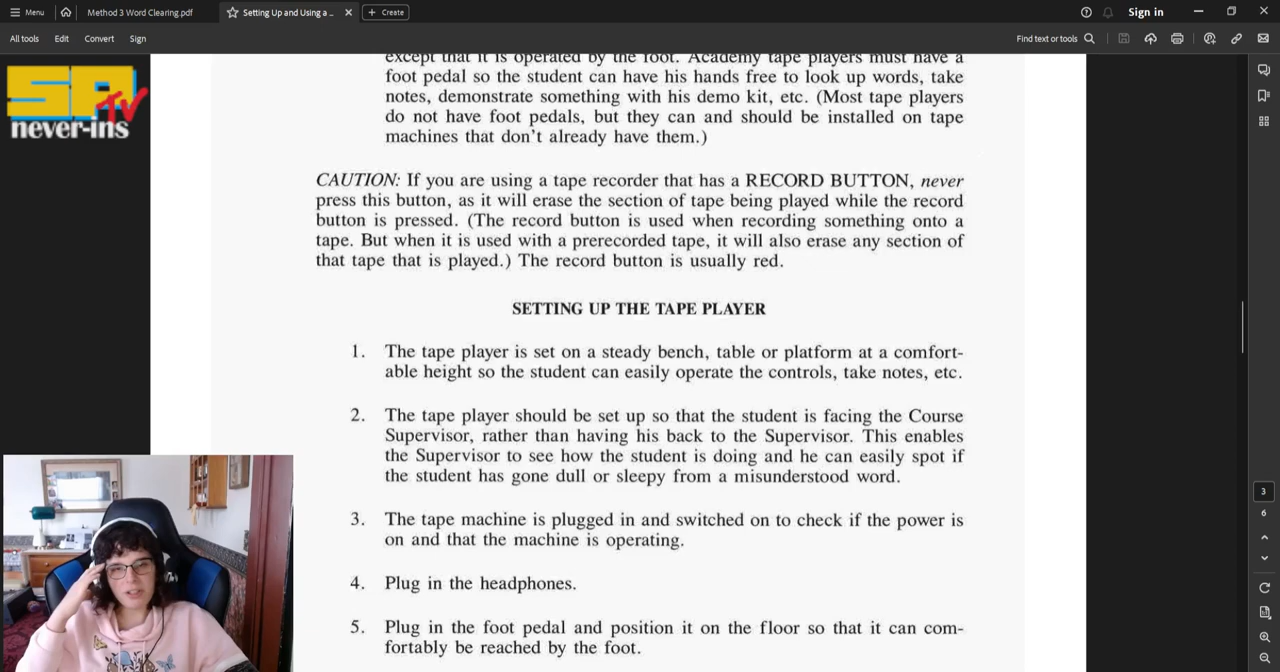 Menu
Method 3 Word Clearing.pdf
Setting Up and Using a ...
Create
Sign in
All tools
Edit
Convert
Sign
Find text or tools
SPTV
never-ins
except that it is operated by the foot. Academy tape players must have a
foot pedal so the student can have his hands free to look up words, take
notes, demonstrate something with his demo kit, etc. (Most tape players
do not have foot pedals, but they can and should be installed on tape
machines that don't already have them.)
CAUTION: If you are using a tape recorder that has a RECORD BUTTON, never
press this button, as it will erase the section of tape being played while the record
button is pressed. (The record button is used when recording something onto a
tape. But when it is used with a prerecorded tape, it will also erase any section of
that tape that is played.) The record button is usually red.
SETTING UP THE TAPE PLAYER
1. The tape player is set on a steady bench, table or platform at a comfort-
able height so the student can easily operate the controls, take notes, etc.
2. The tape player should be set up so that the student is facing the Course
Supervisor, rather than having his back to the Supervisor. This enables
the Supervisor to see how the student is doing and he can easily spot if
the student has gone dull or sleepy from a misunderstood word.
3. The tape machine is plugged in and switched on to check if the power is
on and that the machine is operating.
4. Plug in the headphones.
5. Plug in the foot pedal and position it on the floor so that it can com-
fortably be reached by the foot.
3
6